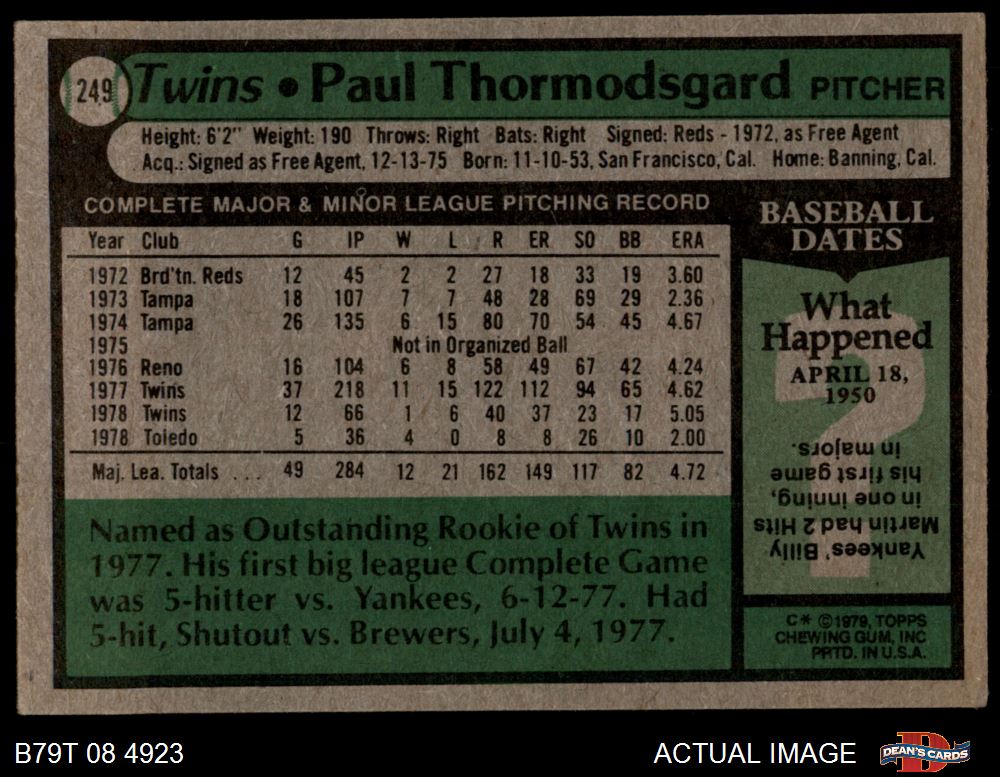 249 Twins • Paul Thormodsgard PITCHER
Height: 6'2" Weight: 190 Throws: Right Bats: Right Signed: Reds - 1972, as Free Agent
Acq.: Signed as Free Agent, 12-13-75 Born: 11-10-53, San Francisco, Cal. Home: Banning, Cal.
COMPLETE MAJOR & MINOR LEAGUE PITCHING RECORD
Year Club G IP W L R ER SO BB ERA
1972 Brd'tn. Reds 12 45 2 2 27 18 33 19 3.60
1973 Tampa 18 107 7 7 48 28 69 29 2.36
1974 Tampa 26 135 6 15 80 70 54 45 4.67
1975 Not in Organized Ball
1976 Reno 16 104 6 8 58 49 67 42 4.24
1977 Twins 37 218 11 15 122 112 94 65 4.62
1978 Twins 12 66 1 6 40 37 23 17 5.05
1978 Toledo 5 36 4 0 8 8 26 10 2.00
Maj. Lea. Totals ... 49 284 12 21 162 149 117 82 4.72
Named as Outstanding Rookie of Twins in
1977. His first big league Complete Game
was 5-hitter vs. Yankees, 6-12-77. Had
5-hit, Shutout vs. Brewers, July 4, 1977.
BASEBALL
DATES
What
Happened
APRIL 18,
1950
?
Yankees' Billy
Martin had 2 Hits
in one inning,
his first game
in majors.
C* ©1979, TOPPS
CHEWING GUM, INC
PRTD. IN U.S.A.
B79T 08 4923
ACTUAL IMAGE
DEAN'S CARDS